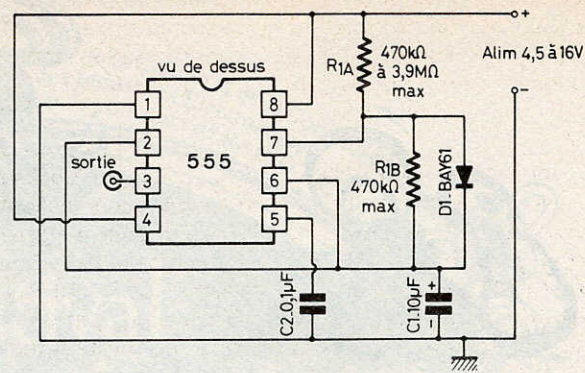 +
vu de dessus
R1A
470kΩ
à 3,9MΩ
max
Alim 4,5 à 16V
–
1
8
2
7
555
sortie
3
6
4
5
R1B
470kΩ
max
D1.BAY61
C2.0,1µF
C1.10µF
+
–